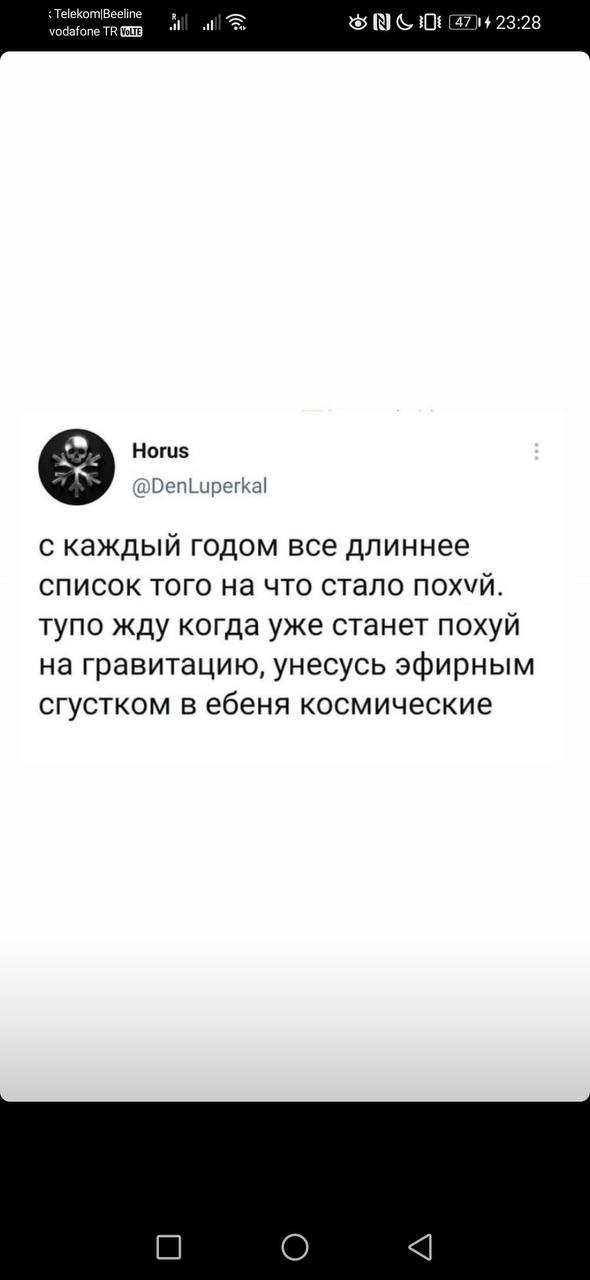 : Telekom|Beeline
vodafone TR VoLTE
R
47 23:28
Horus
@DenLuperkal
с каждый годом все длиннее
список того на что стало похvй.
тупо жду когда уже станет похуй
на гравитацию, унесусь эфирным
сгустком в ебеня космические